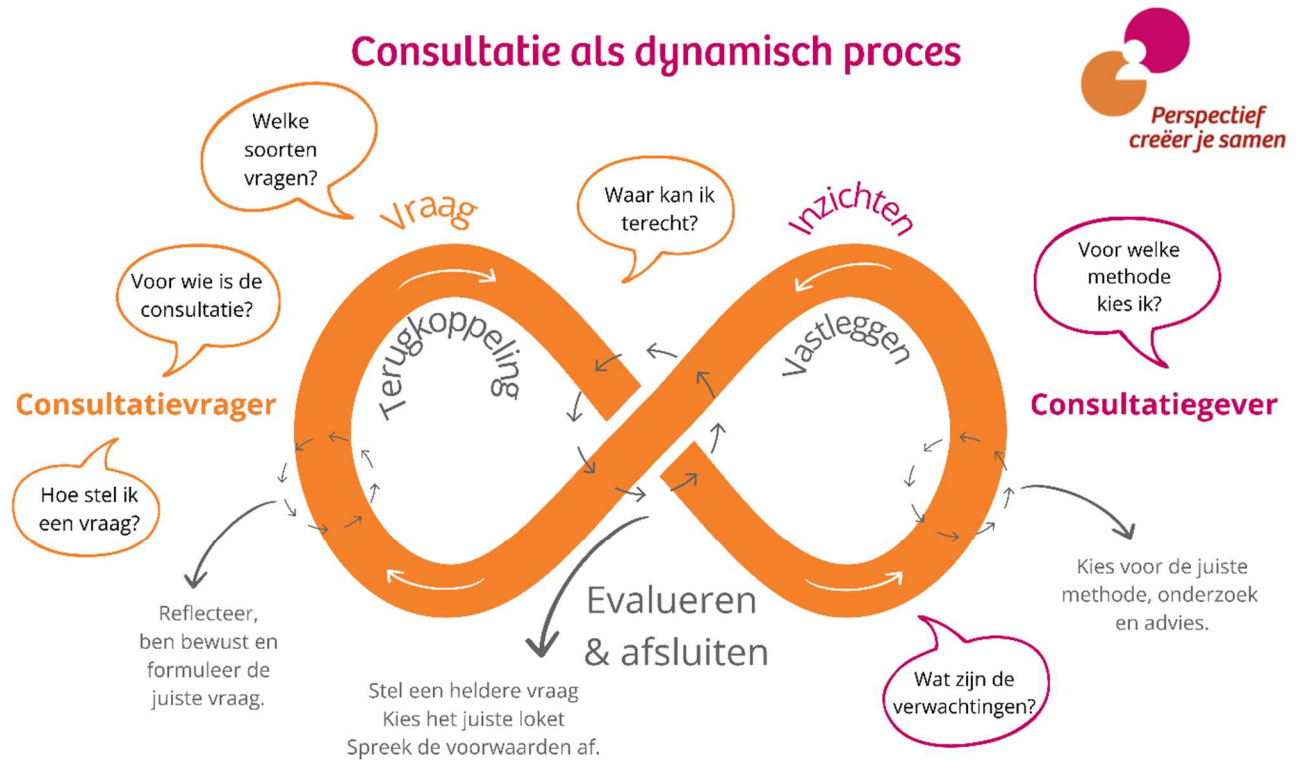 Consultatie als dynamisch proces
Perspectief
creëer je samen
Welke
soorten
vragen?
Vraag
Waar kan ik
terecht?
Inzichten
Voor welke
methode
kies ik?
Voor wie is de
consultatie?
Terugkoppeling
Vastleggen
Consultatievrager
Consultatiegever
Hoe stel ik
een vraag?
Reflecteer,
ben bewust en
formuleer de
juiste vraag.
Evalueren
& afsluiten
Kies voor de juiste
methode, onderzoek
en advies.
Stel een heldere vraag
Kies het juiste loket
Spreek de voorwaarden af.
Wat zijn de
verwachtingen?